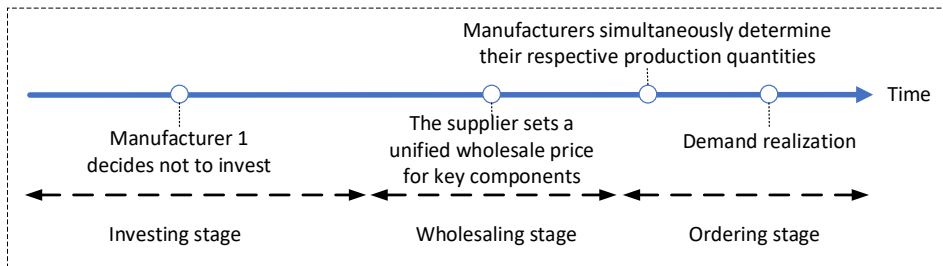 Manufacturers simultaneously determine
their respective production quantities
Time
Manufacturer 1
decides not to invest
The supplier sets a
unified wholesale price
for key components
Demand realization
Investing stage
Wholesaling stage
Ordering stage